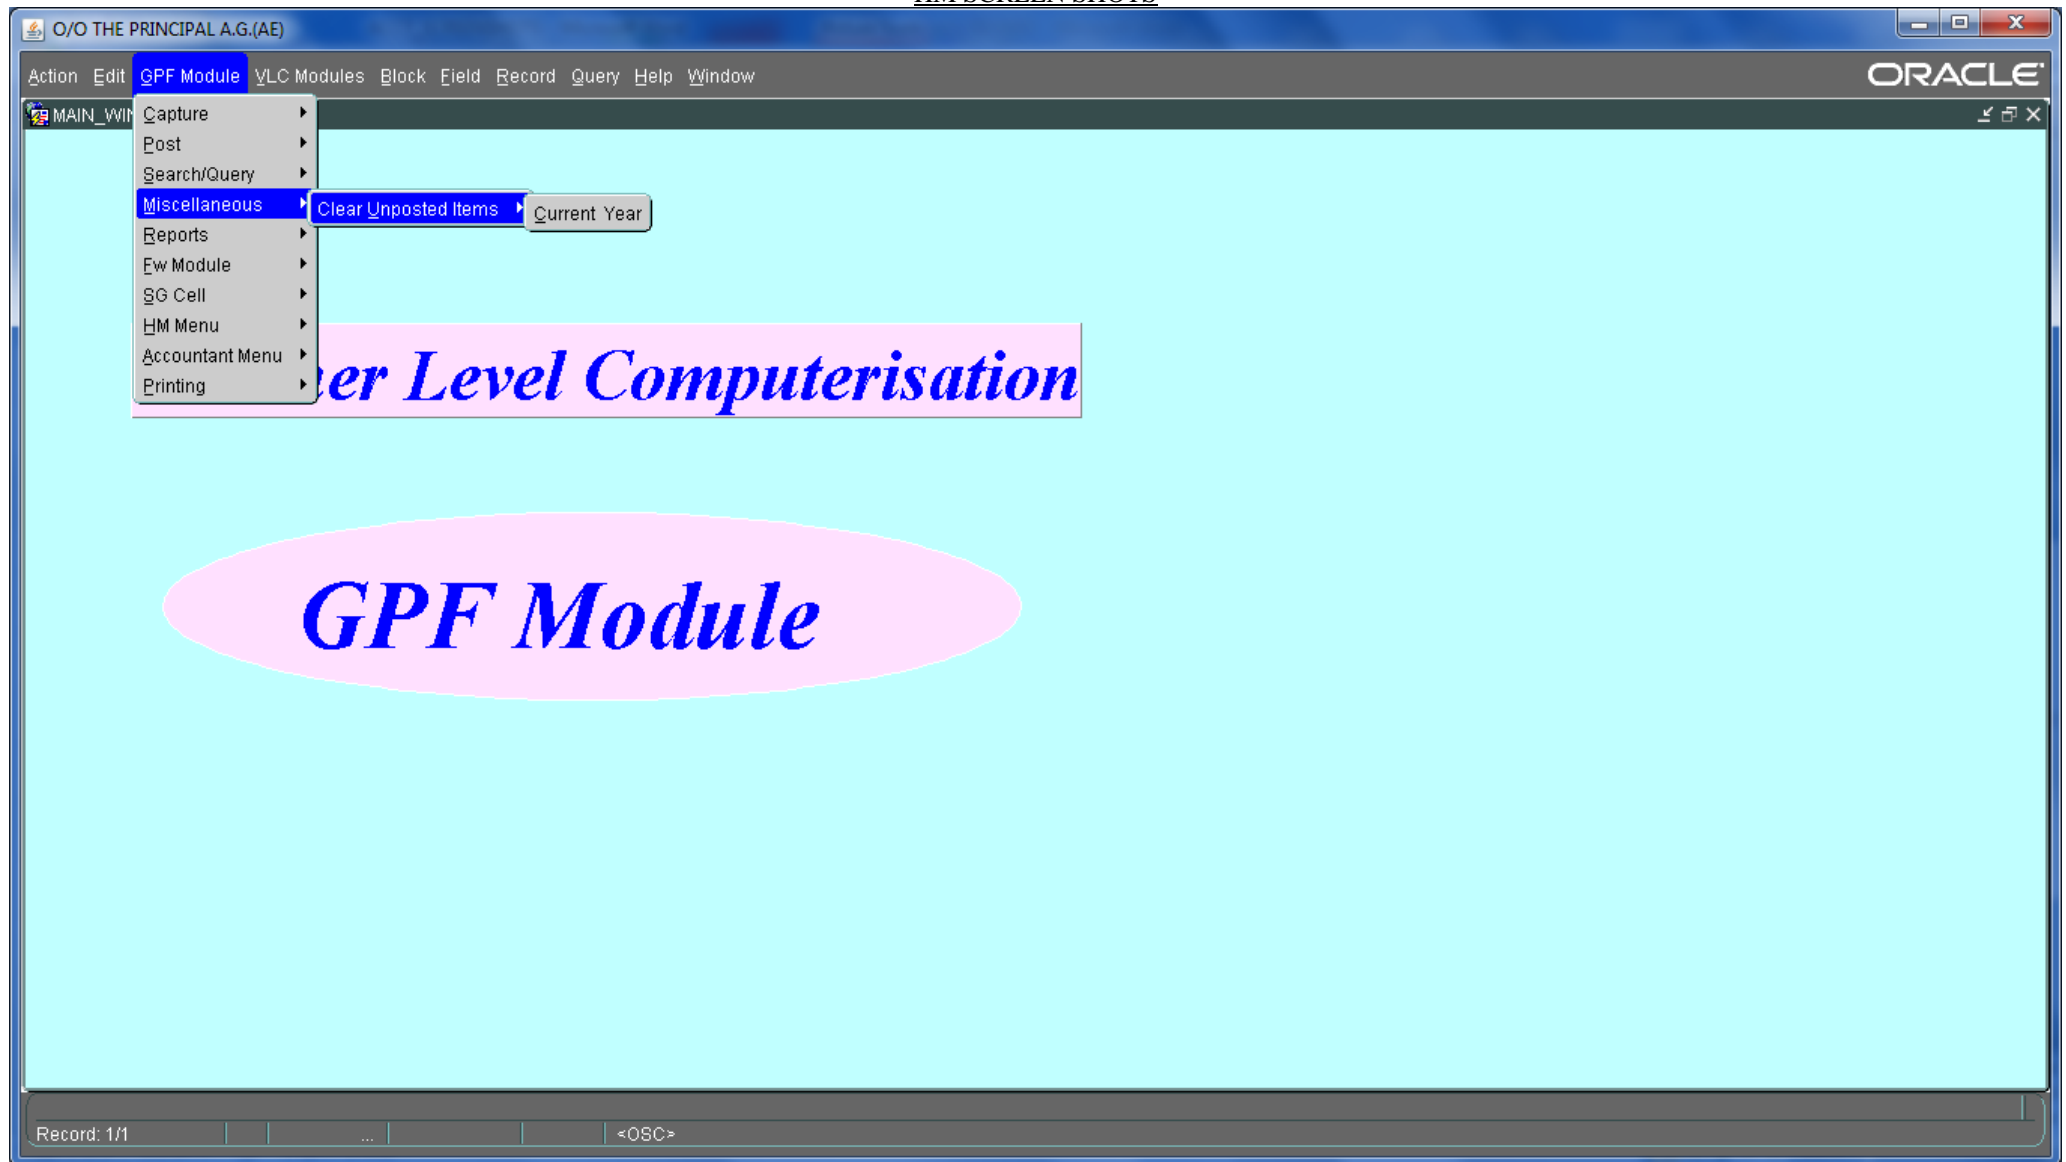 SCREEN SHOTS
O/O THE PRINCIPAL A.G.(AE)
Action Edit GPF Module VLC Modules Block Field Record Query Help Window
ORACLE
MAIN_WIN
Capture
Post
Search/Query
Miscellaneous
Clear Unposted Items
Current Year
Reports
Fw Module
SG Cell
HM Menu
Accountant Menu
Printing
er Level Computerisation
GPF Module
Record: 1/1 ... <OSC>